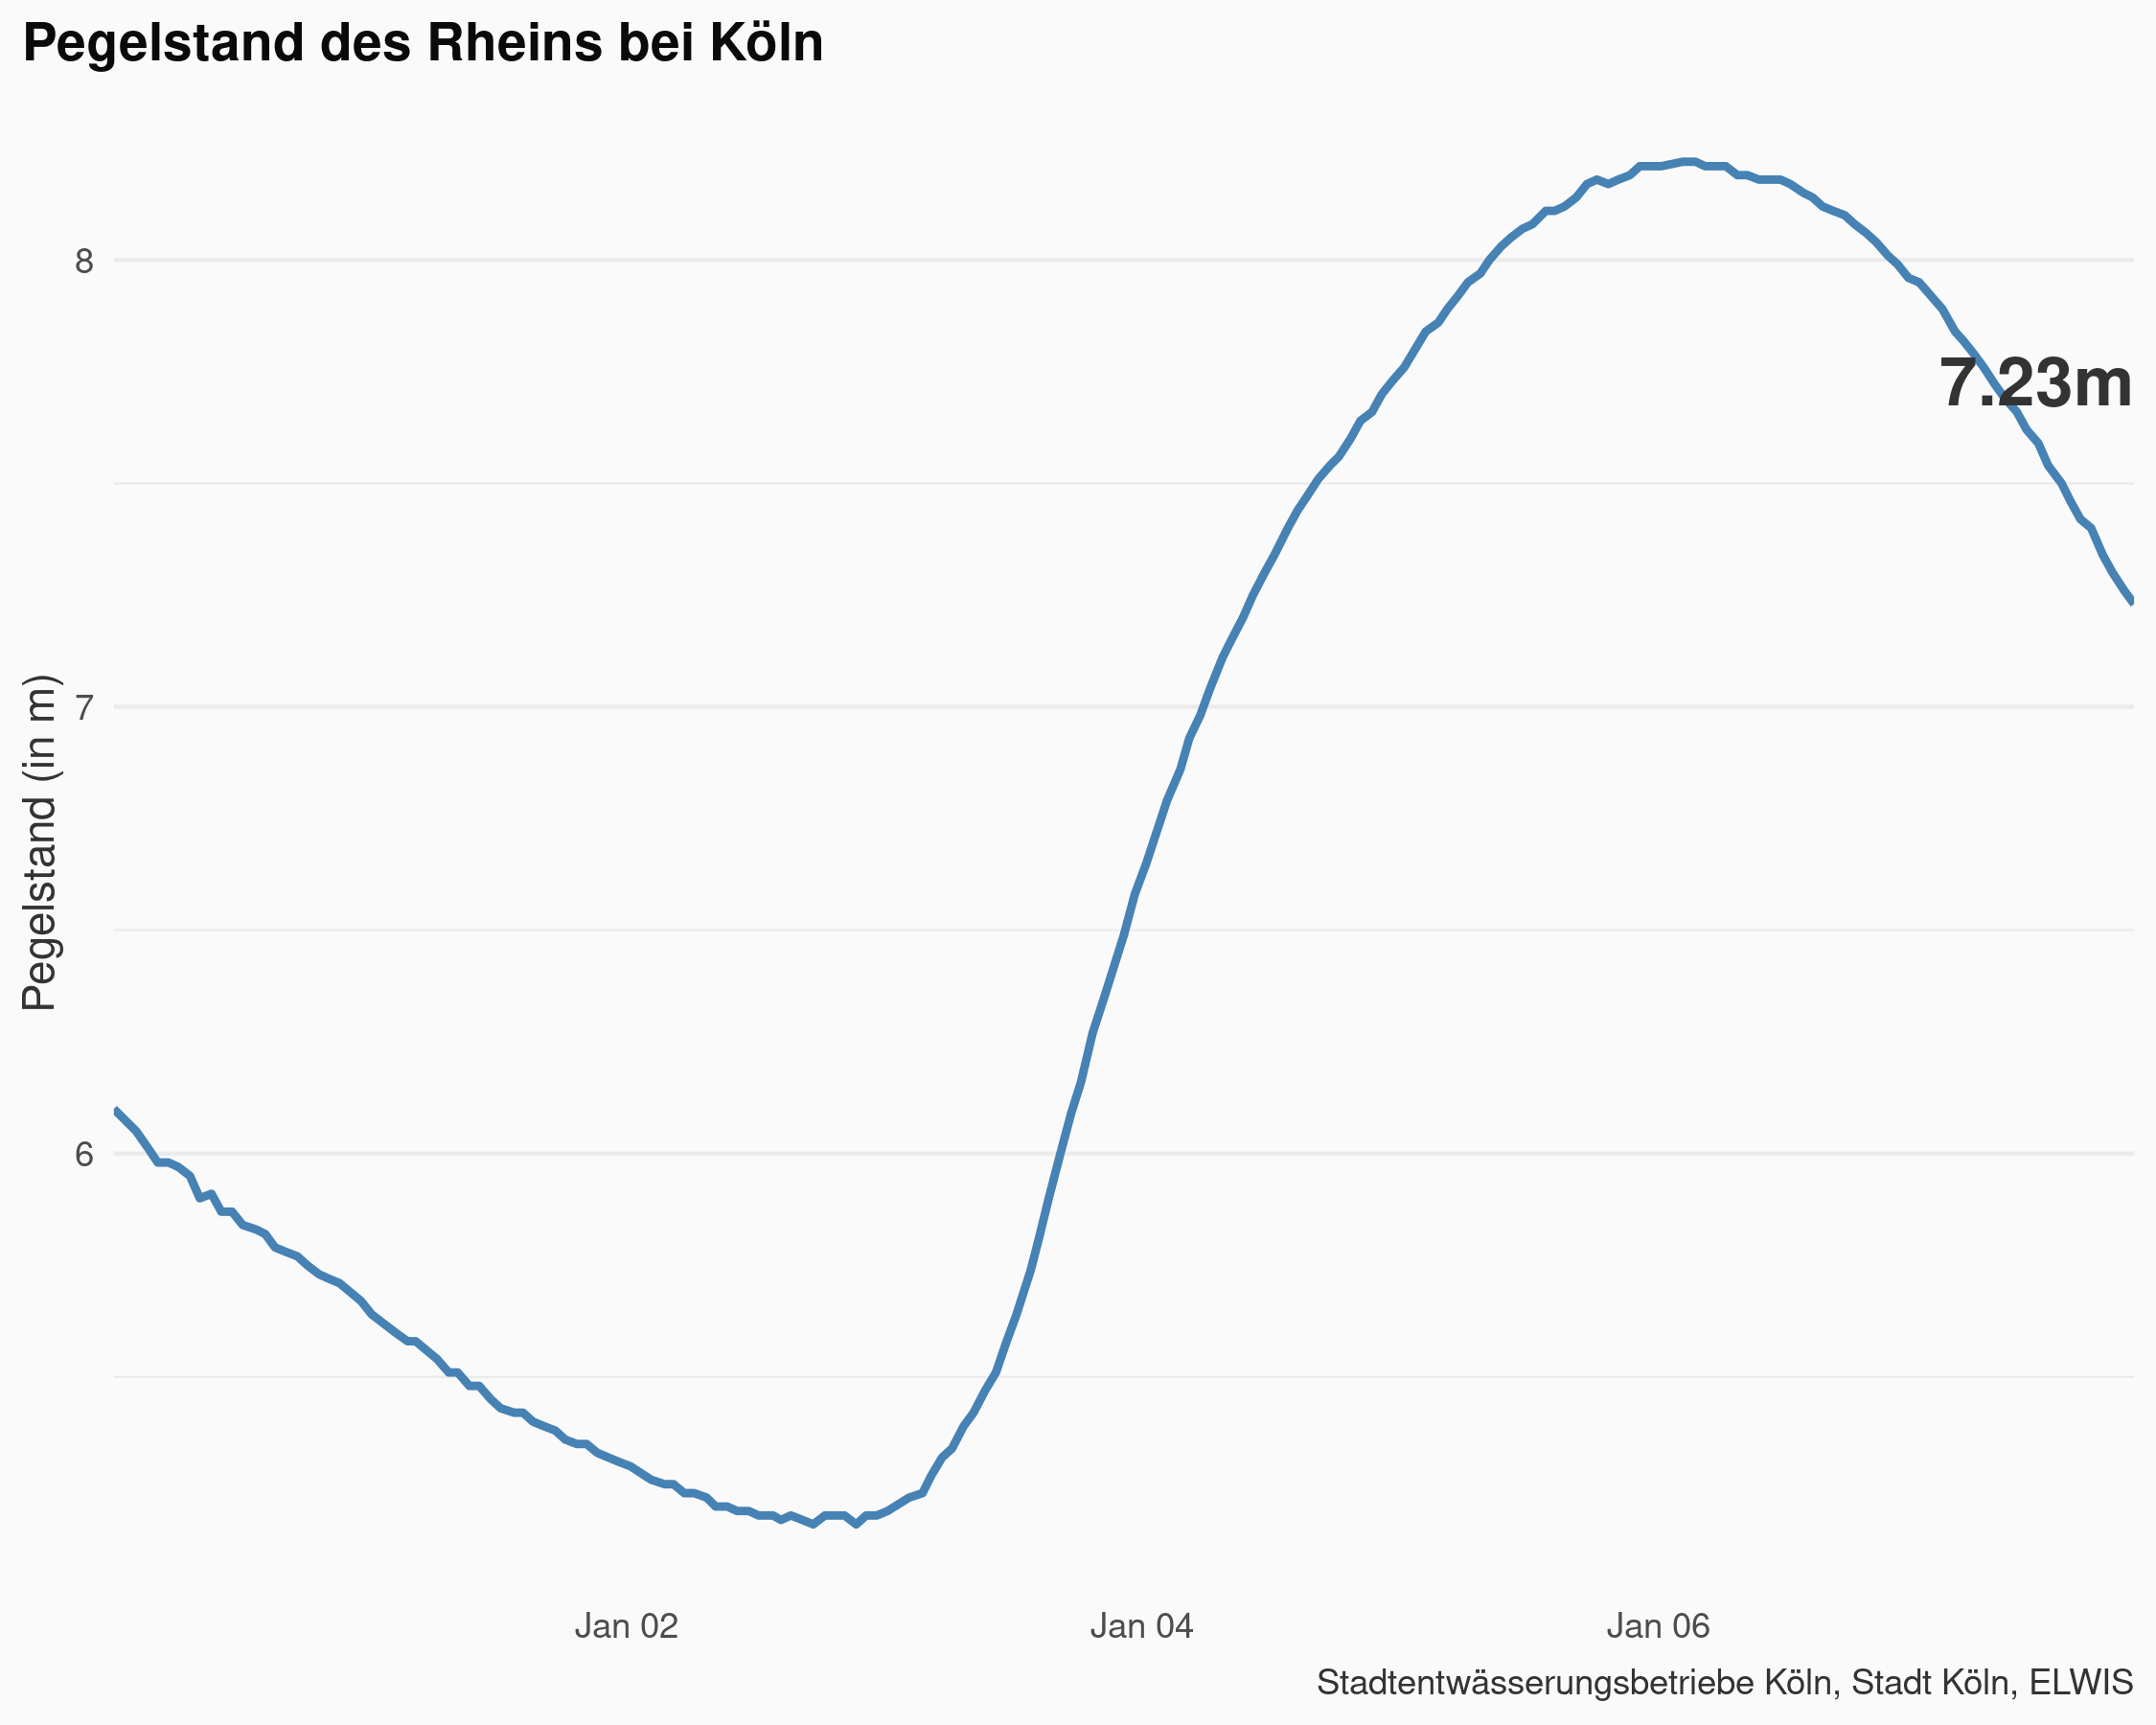 Pegelstand des Rheins bei Köln
Pegelstand (in m)
8
7
6
7.23m
Jan 02
Jan 04
Jan 06
Stadtentwässerungsbetriebe Köln, Stadt Köln, ELWIS